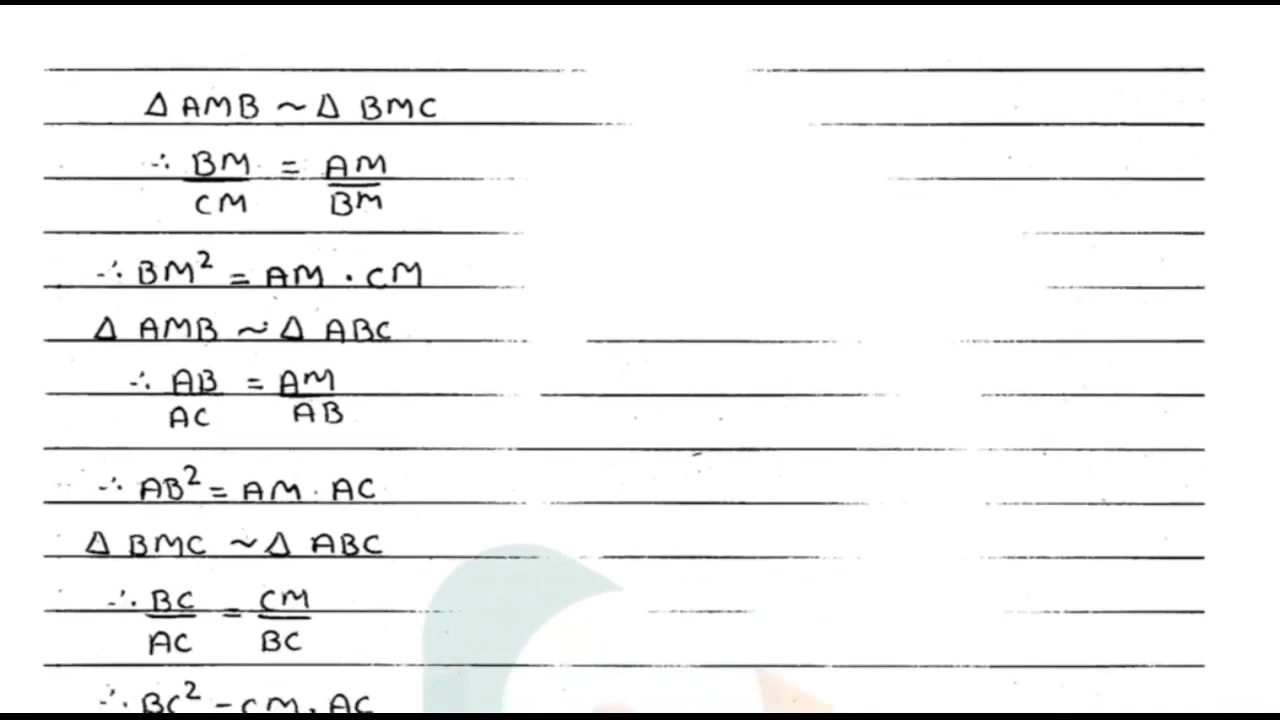 Δ AMB ~ Δ BMC
∴ BM/CM = AM/BM
∴ BM² = AM · CM
Δ AMB ~ Δ ABC
∴ AB/AC = AM/AB
∴ AB² = AM · AC
Δ BMC ~ Δ ABC
∴ BC/AC = CM/BC
∴ BC² = CM · AC